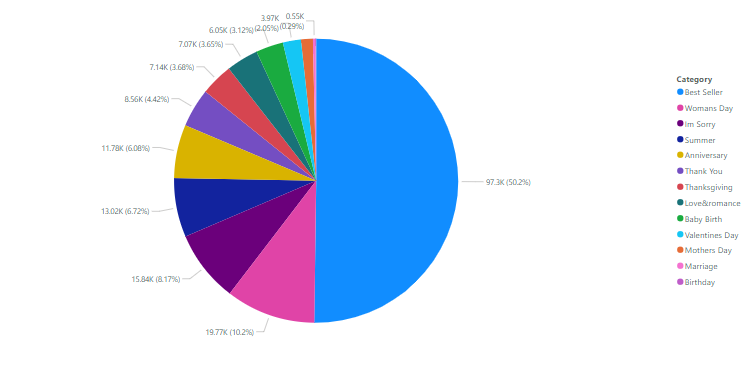 3.97K
(2.05%)
0.55K
(0.29%)
6.05K (3.12%)
7.07K (3.65%)
7.14K (3.68%)
8.56K (4.42%)
11.78K (6.08%)
13.02K (6.72%)
15.84K (8.17%)
19.77K (10.2%)
97.3K (50.2%)
Category
Best Seller
Womans Day
Im Sorry
Summer
Anniversary
Thank You
Thanksgiving
Love&romance
Baby Birth
Valentines Day
Mothers Day
Marriage
Birthday